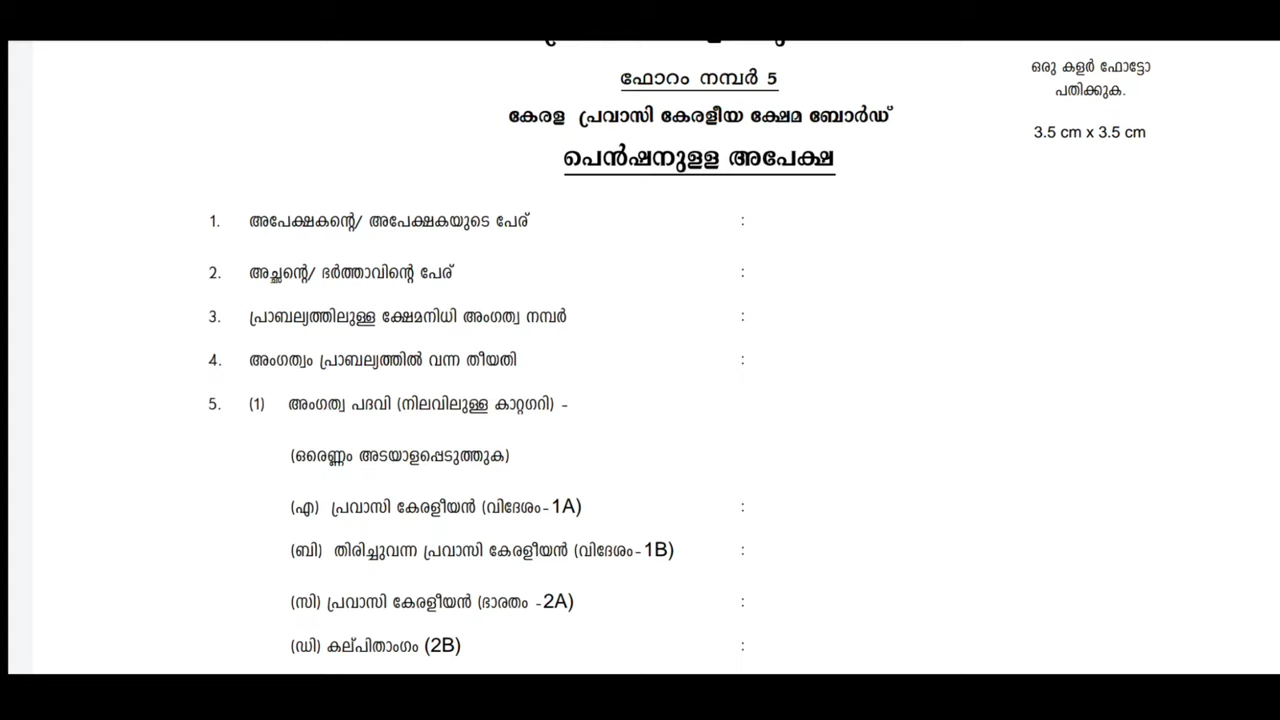 ഫോറം നമ്പർ 5
ഒരു കളർ ഫോട്ടോ
പതിക്കുക.
3.5 cm x 3.5 cm
കേരള പ്രവാസി കേരളീയ ക്ഷേമ ബോർഡ്
പെൻഷനുളള അപേക്ഷ
1. അപേക്ഷകന്റെ/ അപേക്ഷകയുടെ പേര് :
2. അച്ഛന്റെ/ ഭർത്താവിന്റെ പേര് :
3. പ്രാബല്യത്തിലുള്ള ക്ഷേമനിധി അംഗത്വ നമ്പർ :
4. അംഗത്വം പ്രാബല്യത്തിൽ വന്ന തീയതി :
5. (1) അംഗത്വ പദവി (നിലവിലുള്ള കാറ്റഗറി) -
(ഒരെണ്ണം അടയാളപ്പെടുത്തുക)
(എ) പ്രവാസി കേരളീയൻ (വിദേശം-1A) :
(ബി) തിരിച്ചുവന്ന പ്രവാസി കേരളീയൻ (വിദേശം-1B) :
(സി) പ്രവാസി കേരളീയൻ (ഭാരതം -2A) :
(ഡി) കല്പിതാംഗം (2B) :